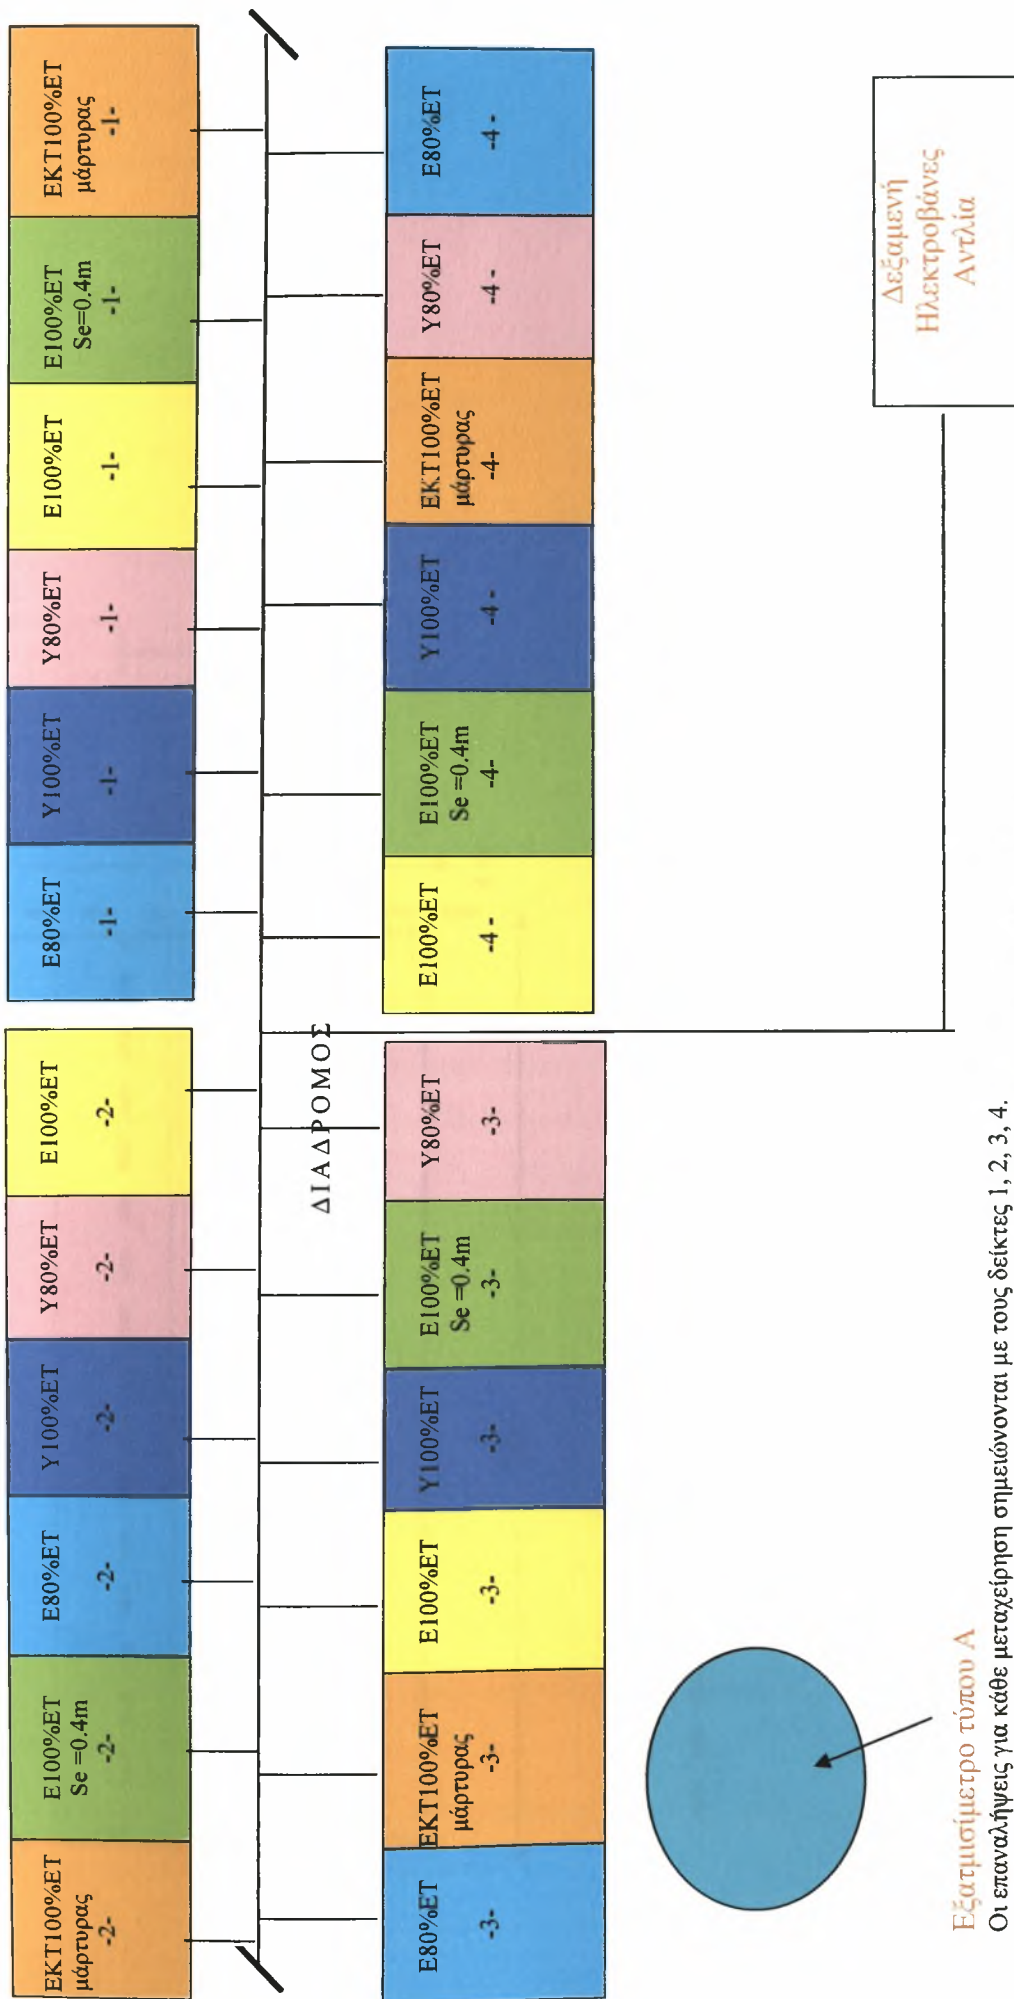 ΕΚΤ100%ΕΤ
μάρτυρας
-2-
Ε100%ΕΤ
Se =0.4m
-2-
Ε80%ΕΤ
-2-
Υ100%ΕΤ
-2-
Υ80%ΕΤ
-2-
Ε100%ΕΤ
-2-
Ε80%ΕΤ
-1-
Υ100%ΕΤ
-1-
Υ80%ΕΤ
-1-
Ε100%ΕΤ
-1-
Ε100%ΕΤ
Se=0.4m
-1-
ΕΚΤ100%ΕΤ
μάρτυρας
-1-
ΔΙΑΔΡΟΜΟΣ
Ε80%ΕΤ
-3-
ΕΚΤ100%ΕΤ
μάρτυρας
-3-
Ε100%ΕΤ
-3-
Υ100%ΕΤ
-3-
Ε100%ΕΤ
Se =0.4m
-3-
Υ80%ΕΤ
-3-
Ε100%ΕΤ
-4 -
Ε100%ΕΤ
Se =0.4m
-4-
Υ100%ΕΤ
-4 -
ΕΚΤ100%ΕΤ
μάρτυρας
-4-
Υ80%ΕΤ
-4 -
Ε80%ΕΤ
-4 -
Δεξαμενή
Ηλεκτροβάνες
Αντλία
Εξατμισίμετρο τύπου Α
Οι επαναλήψεις για κάθε μεταχείρηση σημειώνονται με τους δείκτες 1, 2, 3, 4.